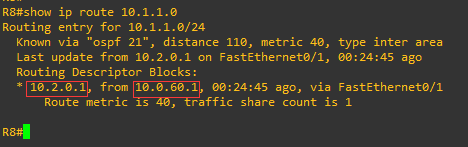 R8#show ip route 10.1.1.0
Routing entry for 10.1.1.0/24
Known via "ospf 21", distance 110, metric 40, type inter area
Last update from 10.2.0.1 on FastEthernet0/1, 00:24:45 ago
Routing Descriptor Blocks:
* 10.2.0.1, from 10.0.60.1, 00:24:45 ago, via FastEthernet0/1
Route metric is 40, traffic share count is 1
R8#